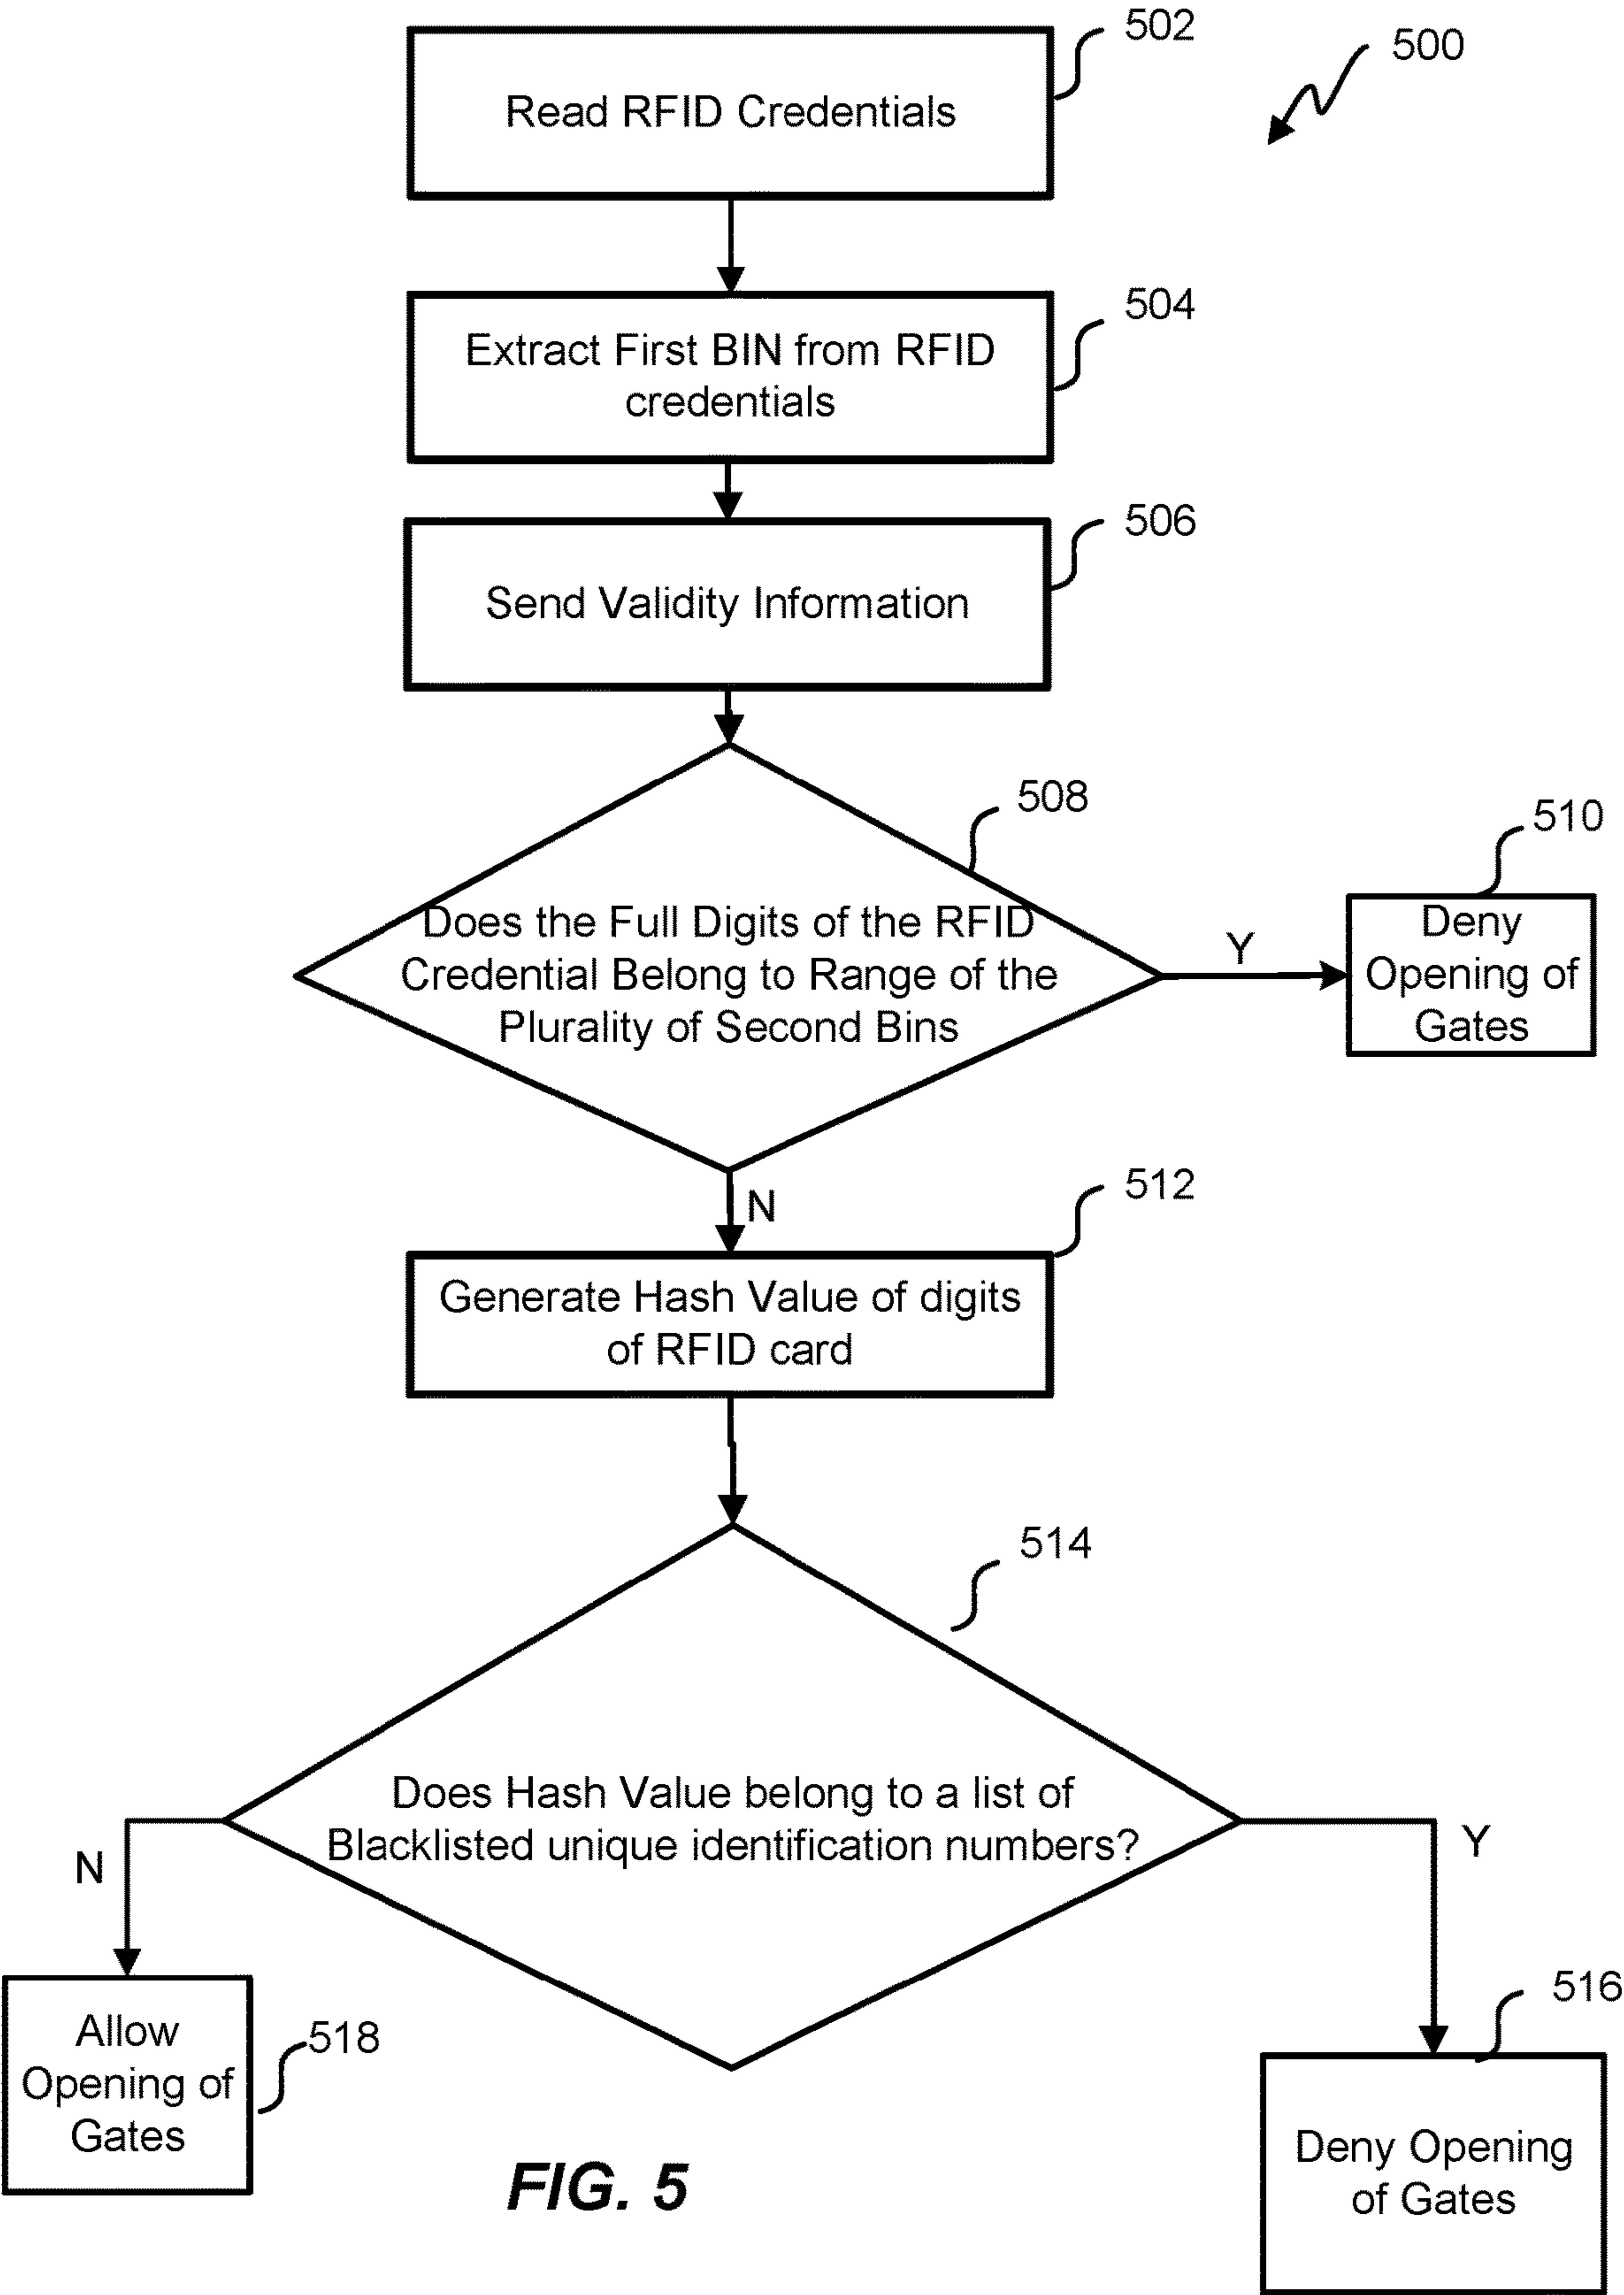 502
500
Read RFID Credentials
504
Extract First BIN from RFID
credentials
506
Send Validity Information
508
510
Does the Full Digits of the RFID
Credential Belong to Range of the
Plurality of Second Bins
Y
Deny
Opening of
Gates
N
512
Generate Hash Value of digits
of RFID card
514
Does Hash Value belong to a list of
Blacklisted unique identification numbers?
N
Y
518
Allow
Opening of
Gates
516
Deny Opening
of Gates
FIG. 5